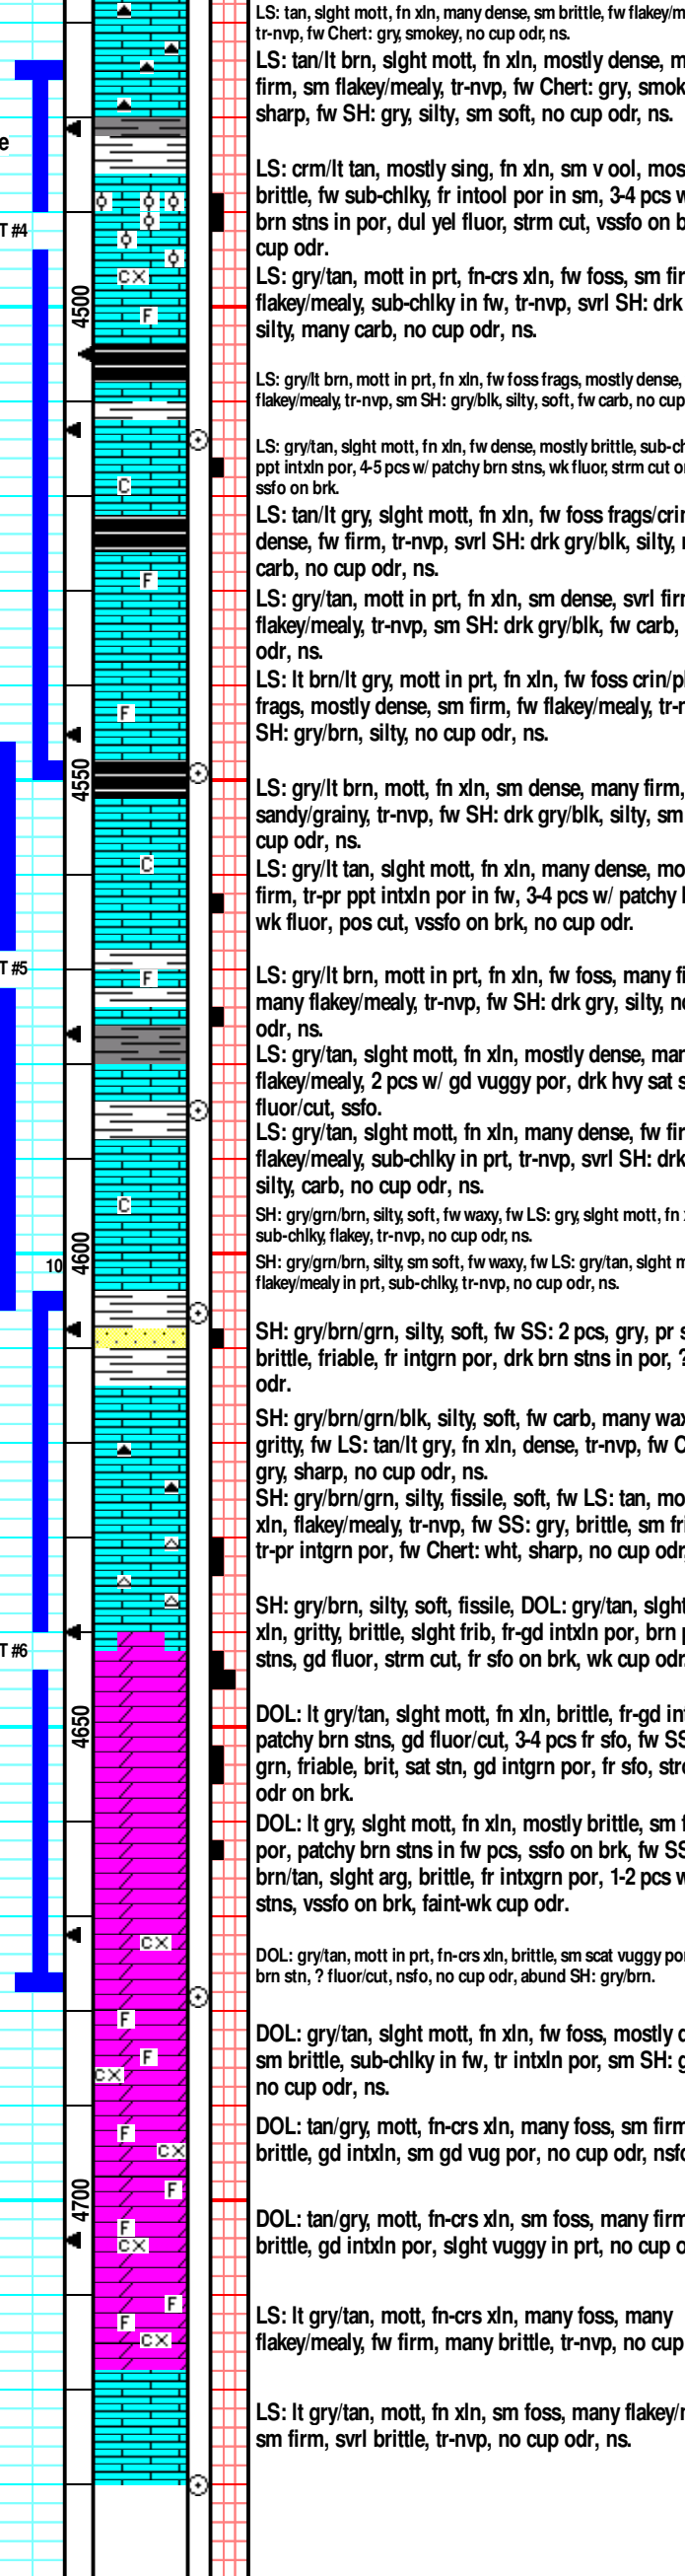 LS: tan, slght mott, fn xln, many dense, sm brittle, fw flakey/m
tr-nvp, fw Chert: gry, smokey, no cup odr, ns.
LS: tan/lt brn, slght mott, fn xln, mostly dense, m
firm, sm flakey/mealy, tr-nvp, fw Chert: gry, smok
sharp, fw SH: gry, silty, sm soft, no cup odr, ns.
e
LS: crm/lt tan, mostly sing, fn xln, sm v ool, mos
brittle, fw sub-chlky, fr intool por in sm, 3-4 pcs w
brn stns in por, dul yel fluor, strm cut, vssfo on b
cup odr.
T #4
LS: gry/tan, mott in prt, fn-crs xln, fw foss, sm fir
flakey/mealy, sub-chlky in fw, tr-nvp, svrl SH: drk
silty, many carb, no cup odr, ns.
CX
4500
F
LS: gry/lt brn, mott in prt, fn xln, fw foss frags, mostly dense,
flakey/mealy, tr-nvp, sm SH: gry/blk, silty, soft, fw carb, no cup
LS: gry/tan, slght mott, fn xln, fw dense, mostly brittle, sub-ch
ppt intxln por, 4-5 pcs w/ patchy brn stns, wk fluor, strm cut o
ssfo on brk.
C
LS: tan/lt gry, slght mott, fn xln, fw foss frags/crin
dense, fw firm, tr-nvp, svrl SH: drk gry/blk, silty, m
carb, no cup odr, ns.
F
LS: gry/tan, mott in prt, fn xln, sm dense, svrl firm
flakey/mealy, tr-nvp, sm SH: drk gry/blk, fw carb,
odr, ns.
LS: lt brn/lt gry, mott in prt, fn xln, fw foss crin/pl
frags, mostly dense, sm firm, fw flakey/mealy, tr-n
SH: gry/brn, silty, no cup odr, ns.
F
4550
LS: gry/lt brn, mott, fn xln, sm dense, many firm,
sandy/grainy, tr-nvp, fw SH: drk gry/blk, silty, sm
cup odr, ns.
C
LS: gry/lt tan, slght mott, fn xln, many dense, mo
firm, tr-pr ppt intxln por in fw, 3-4 pcs w/ patchy b
wk fluor, pos cut, vssfo on brk, no cup odr.
T #5
F
LS: gry/lt brn, mott in prt, fn xln, fw foss, many fi
many flakey/mealy, tr-nvp, fw SH: drk gry, silty, no
odr, ns.
LS: gry/tan, slght mott, fn xln, mostly dense, man
flakey/mealy, 2 pcs w/ gd vuggy por, drk hvy sat s
fluor/cut, ssfo.
LS: gry/tan, slght mott, fn xln, many dense, fw fir
flakey/mealy, sub-chlky in prt, tr-nvp, svrl SH: drk
silty, carb, no cup odr, ns.
C
SH: gry/grn/brn, silty, soft, fw waxy, fw LS: gry, slght mott, fn x
sub-chlky, flakey, tr-nvp, no cup odr, ns.
10
4600
SH: gry/grn/brn, silty, sm soft, fw waxy, fw LS: gry/tan, slght m
flakey/mealy in prt, sub-chlky, tr-nvp, no cup odr, ns.
SH: gry/brn/grn, silty, soft, fw SS: 2 pcs, gry, pr s
brittle, friable, fr intgrn por, drk brn stns in por, ?
odr.
SH: gry/brn/grn/blk, silty, soft, fw carb, many wax
gritty, fw LS: tan/lt gry, fn xln, dense, tr-nvp, fw C
gry, sharp, no cup odr, ns.
SH: gry/brn/grn, silty, fissile, soft, fw LS: tan, mo
xln, flakey/mealy, tr-nvp, fw SS: gry, brittle, sm fri
tr-pr intgrn por, fw Chert: wht, sharp, no cup odr,
SH: gry/brn, silty, soft, fissile, DOL: gry/tan, slght
xln, gritty, brittle, slght frib, fr-gd intxln por, brn p
stns, gd fluor, strm cut, fr sfo on brk, wk cup odr.
T #6
4650
DOL: lt gry/tan, slght mott, fn xln, brittle, fr-gd int
patchy brn stns, gd fluor/cut, 3-4 pcs fr sfo, fw SS
grn, friable, brit, sat stn, gd intgrn por, fr sfo, stro
odr on brk.
DOL: lt gry, slght mott, fn xln, mostly brittle, sm f
por, patchy brn stns in fw pcs, ssfo on brk, fw SS
brn/tan, slght arg, brittle, fr intxgrn por, 1-2 pcs w
stns, vssfo on brk, faint-wk cup odr.
CX
DOL: gry/tan, mott in prt, fn-crs xln, brittle, sm scat vuggy por
brn stn, ? fluor/cut, nsfo, no cup odr, abund SH: gry/brn.
F
DOL: gry/tan, slght mott, fn xln, fw foss, mostly d
sm brittle, sub-chlky in fw, tr intxln por, sm SH: g
no cup odr, ns.
F
CX
F
DOL: tan/gry, mott, fn-crs xln, many foss, sm firm
brittle, gd intxln, sm gd vug por, no cup odr, nsfo
CX
F
4700
F
DOL: tan/gry, mott, fn-crs xln, sm foss, many firm
brittle, gd intxln por, slght vuggy in prt, no cup o
CX
F
F
LS: lt gry/tan, mott, fn-crs xln, many foss, many
flakey/mealy, fw firm, many brittle, tr-nvp, no cup
CX
LS: lt gry/tan, mott, fn xln, sm foss, many flakey/m
sm firm, svrl brittle, tr-nvp, no cup odr, ns.